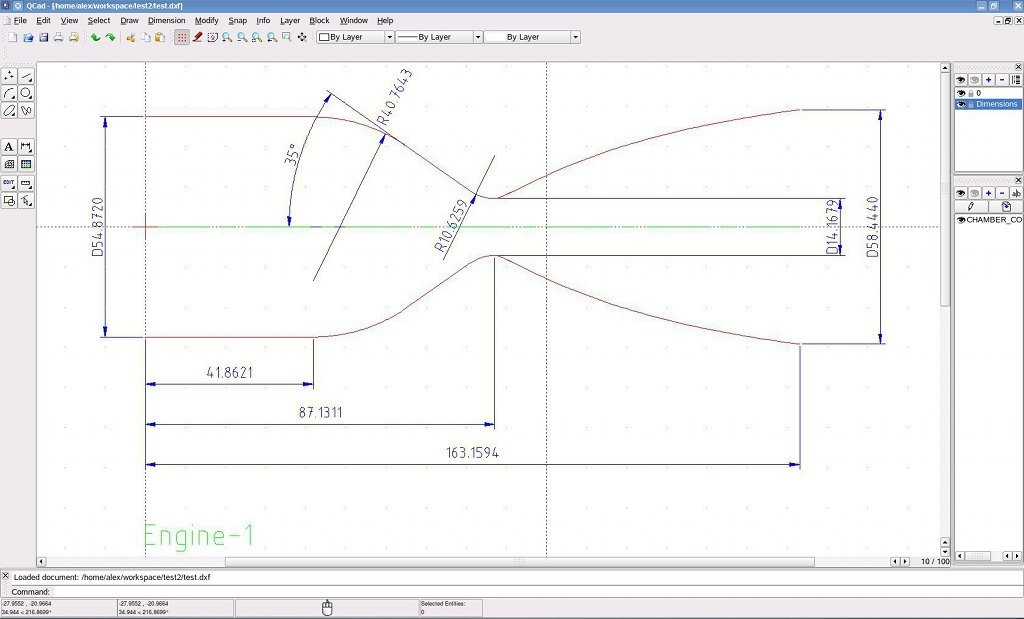 QCad - [/home/alex/workspace/test2/test.dxf]
File Edit View Select Draw Dimension Modify Snap Info Layer Block Window Help
By Layer By Layer By Layer
0
Dimensions
R40.7643
35°
D54.8720
R10.6259
D14.1679
D58.4440
A
EDIT
CHAMBER_CO
41.8621
87.1311
163.1594
Engine-1
10 / 100
Loaded document: /home/alex/workspace/test2/test.dxf
Command:
-27.9552 , -20.9664 -27.9552 , -20.9664 Selected Entities:
34.944 < 216.8699° 34.944 < 216.8699° 0